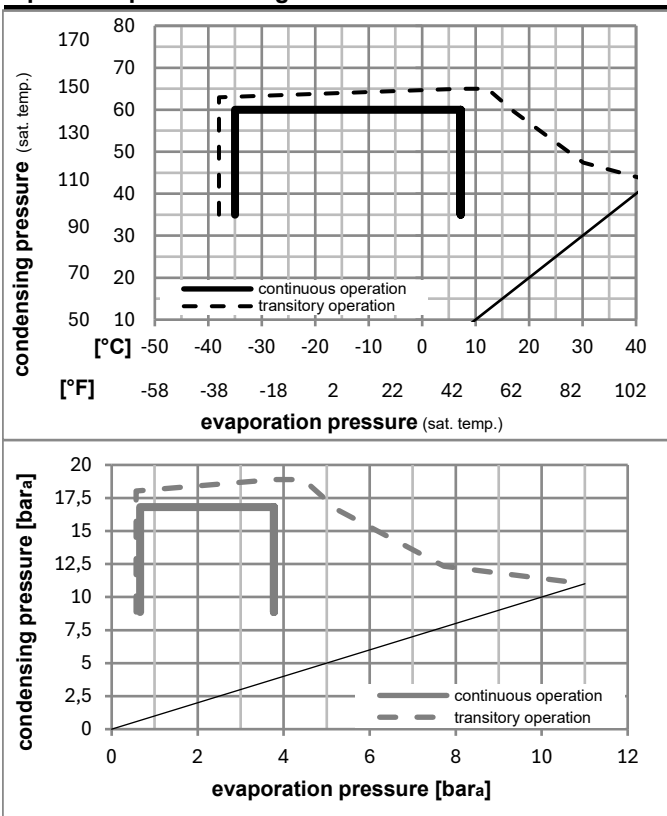 170 80
150 70
130 60
110 50
90 40
70 30
50 20
10
condensing pressure (sat. temp.)
continuous operation
transitory operation
[°C] -50 -40 -30 -20 -10 0 10 20 30 40
[°F] -58 -38 -18 2 22 42 62 82 102
evaporation pressure (sat. temp.)
20
17,5
15
12,5
10
7,5
5
2,5
0
condensing pressure [bara]
continuous operation
transitory operation
0 2 4 6 8 10 12
evaporation pressure [bara]